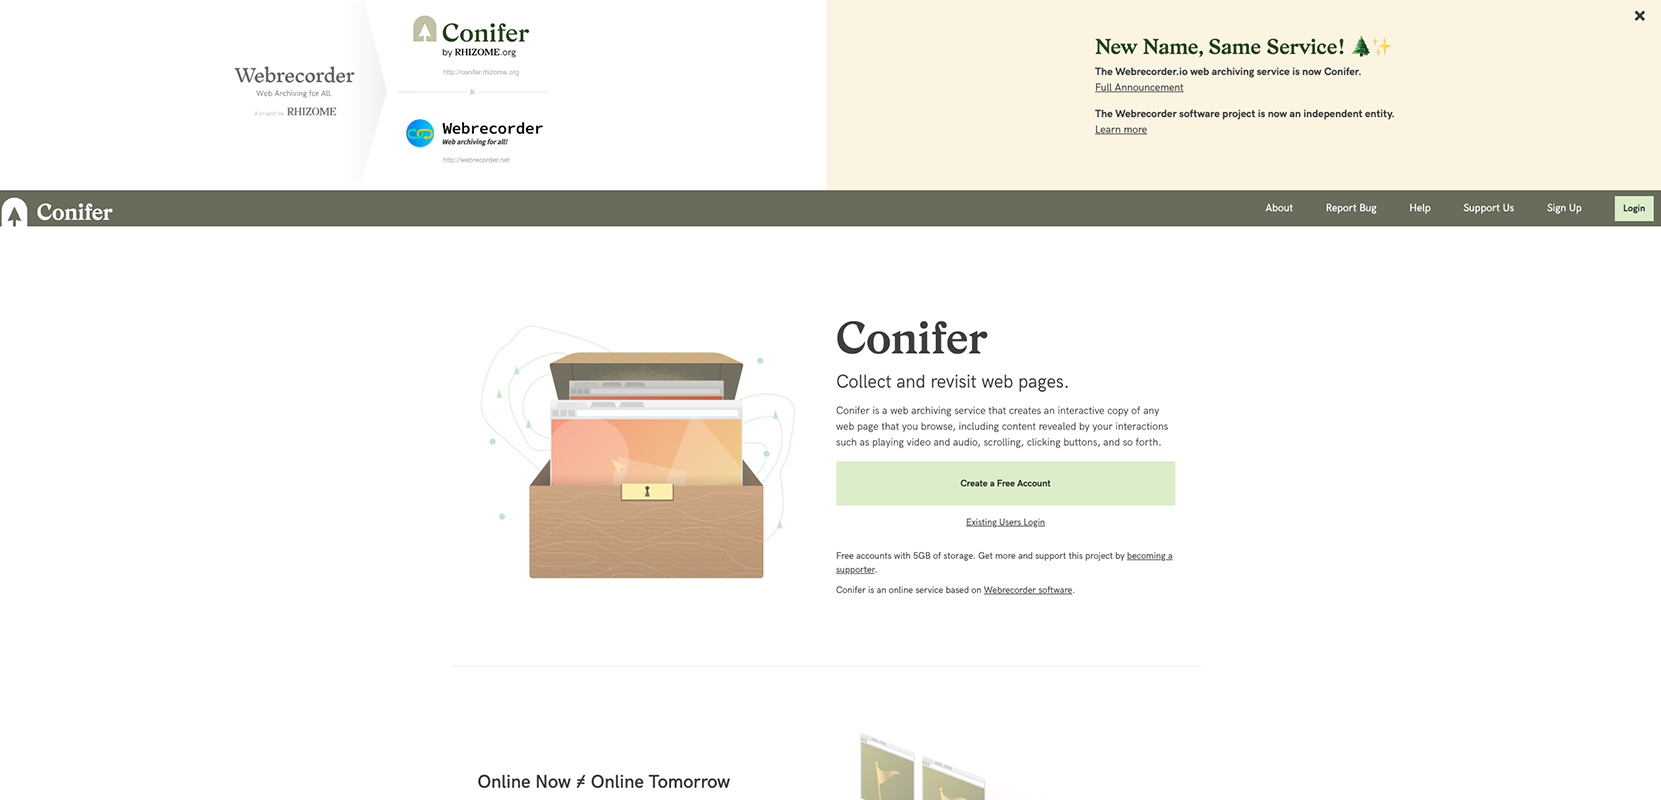 Webrecorder
Web Archiving for All.
A project by RHIZOME
Conifer
by RHIZOME.org
http://conifer.rhizome.org
Webrecorder
Web archiving for all!
http://webrecorder.net
New Name, Same Service! 🌲✨
The Webrecorder.io web archiving service is now Conifer.
Full Announcement
The Webrecorder software project is now an independent entity.
Learn more
Conifer
About
Report Bug
Help
Support Us
Sign Up
Login
Conifer
Collect and revisit web pages.
Conifer is a web archiving service that creates an interactive copy of any
web page that you browse, including content revealed by your interactions
such as playing video and audio, scrolling, clicking buttons, and so forth.
Create a Free Account
Existing Users Login
Free accounts with 5GB of storage. Get more and support this project by becoming a
supporter.
Conifer is an online service based on Webrecorder software.
Online Now ≠ Online Tomorrow